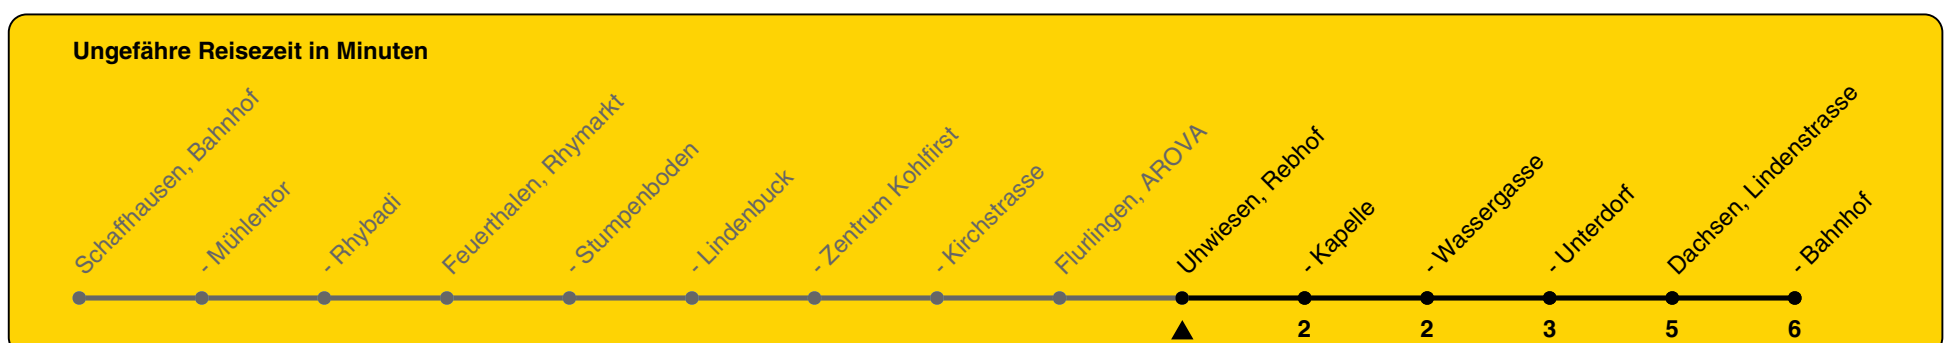 Ungefähre Reisezeit in Minuten
Schaffhausen, Bahnhof
- Mühlentor
- Rhybadi
Feuerthalen, Rhymarkt
- Stumpenboden
- Lindenbuck
- Zentrum Kohlfirst
- Kirchstrasse
Flurlingen, AROVA
Uhwiesen, Rebhof
- Kapelle
- Wassergasse
- Unterdorf
Dachsen, Lindenstrasse
- Bahnhof
2 2 3 5 6